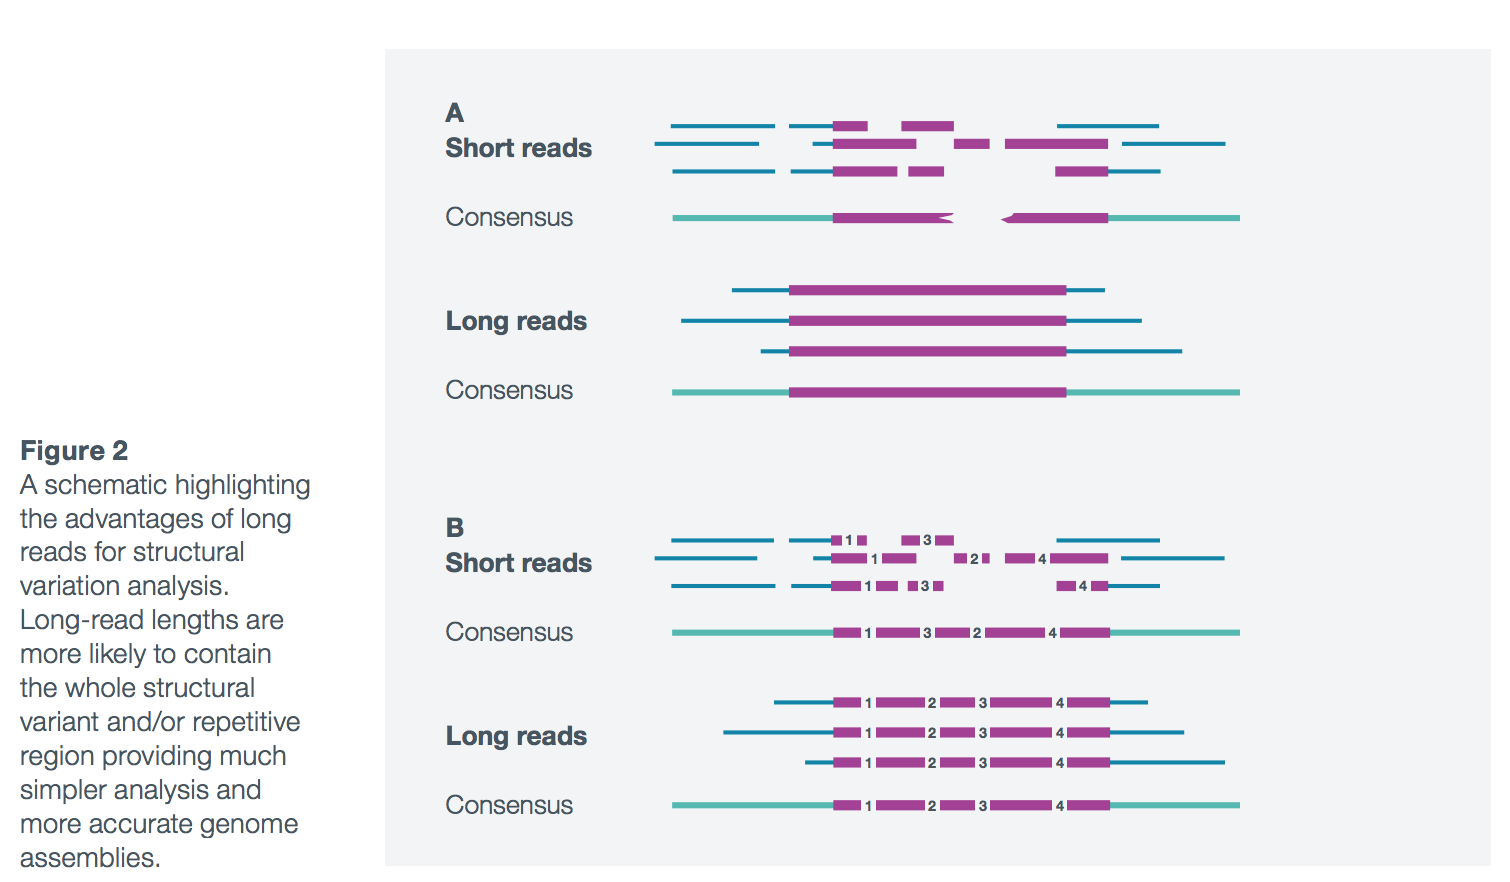 A
Short reads
Consensus
Long reads
Consensus
Figure 2
A schematic highlighting
the advantages of long
reads for structural
variation analysis.
Long-read lengths are
more likely to contain
the whole structural
variant and/or repetitive
region providing much
simpler analysis and
more accurate genome
assemblies.
B
1 3
Short reads
1 2 4
1 3 4
Consensus
1 3 2 4
1 2 3 4
Long reads
1 2 3 4
1 2 3 4
Consensus
1 2 3 4